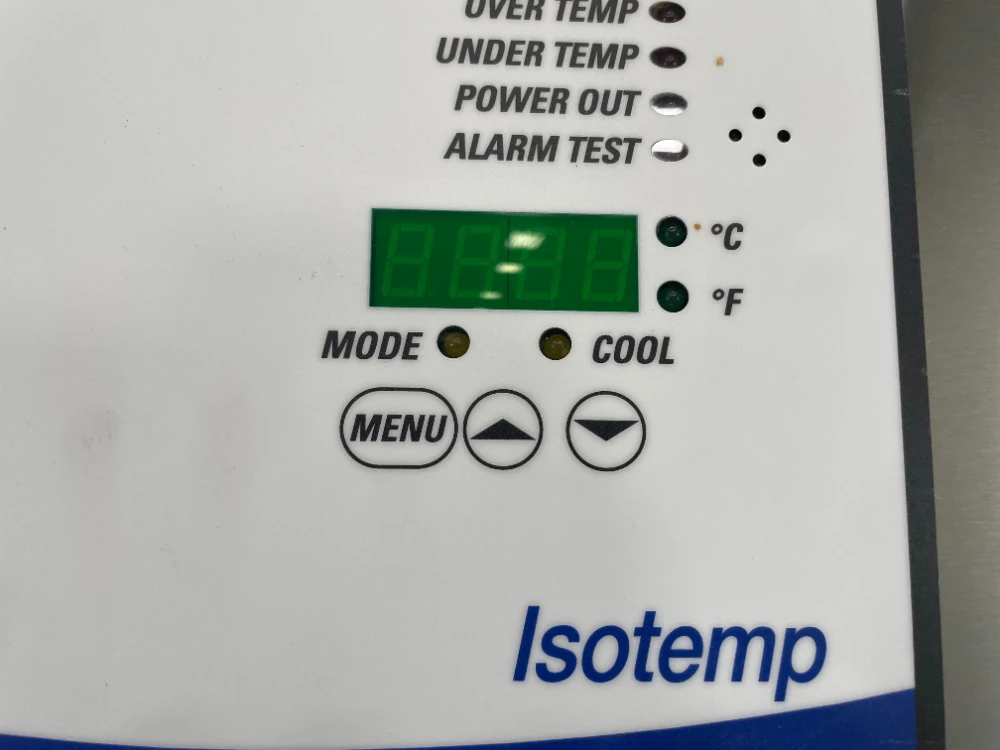 OVER TEMP
UNDER TEMP
POWER OUT
ALARM TEST
°C
°F
MODE COOL
MENU
Isotemp